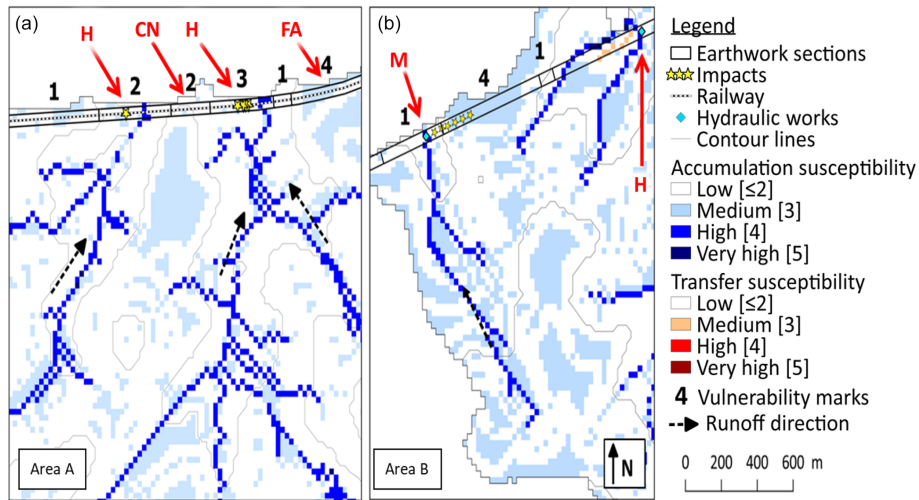 (a)
H
CN
H
FA
1
2
2
3
1
4
Area A
(b)
M
1
4
1
H
Area B
N
Legend
Earthwork sections
Impacts
Railway
Hydraulic works
Contour lines
Accumulation susceptibility
Low [≤2]
Medium [3]
High [4]
Very high [5]
Transfer susceptibility
Low [≤2]
Medium [3]
High [4]
Very high [5]
4 Vulnerability marks
Runoff direction
0 200 400 600 m